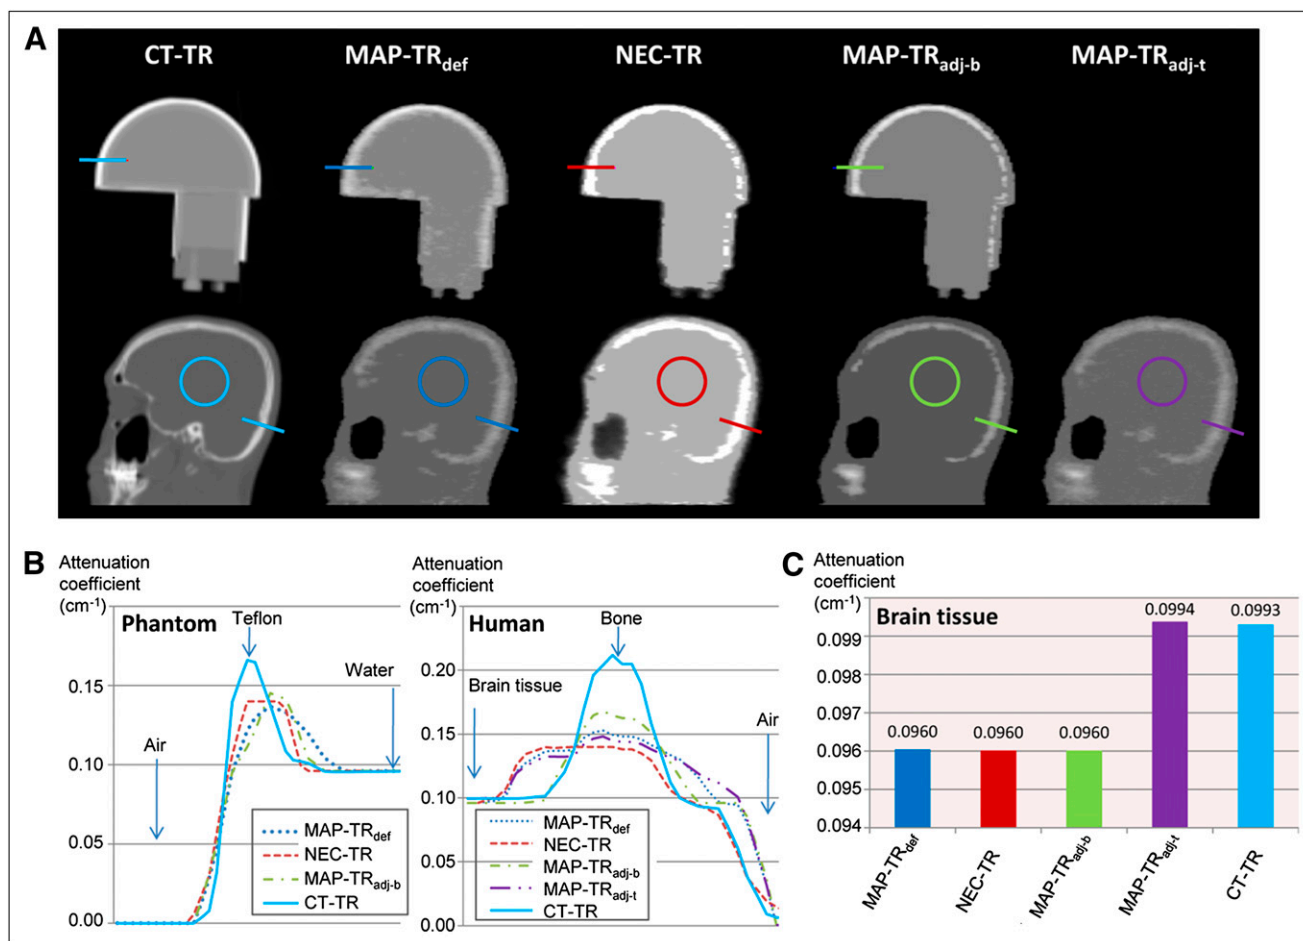 A
CT-TR
MAP-TRdef
NEC-TR
MAP-TRadj-b
MAP-TRadj-t
B
Attenuation
coefficient
(cm-1)
Phantom
Teflon
Water
Air
0.15
0.10
0.05
0.00
MAP-TRdef
NEC-TR
MAP-TRadj-b
CT-TR
Attenuation
coefficient
(cm-1)
Human
Bone
Brain tissue
Air
0.20
0.15
0.10
0.05
0.00
MAP-TRdef
NEC-TR
MAP-TRadj-b
MAP-TRadj-t
CT-TR
C
Attenuation
coefficient
(cm-1)
Brain tissue
0.099
0.098
0.097
0.096
0.095
0.094
0.0960
0.0960
0.0960
0.0994
0.0993
MAP-TRdef
NEC-TR
MAP-TRadj-b
MAP-TRadj-t
CT-TR